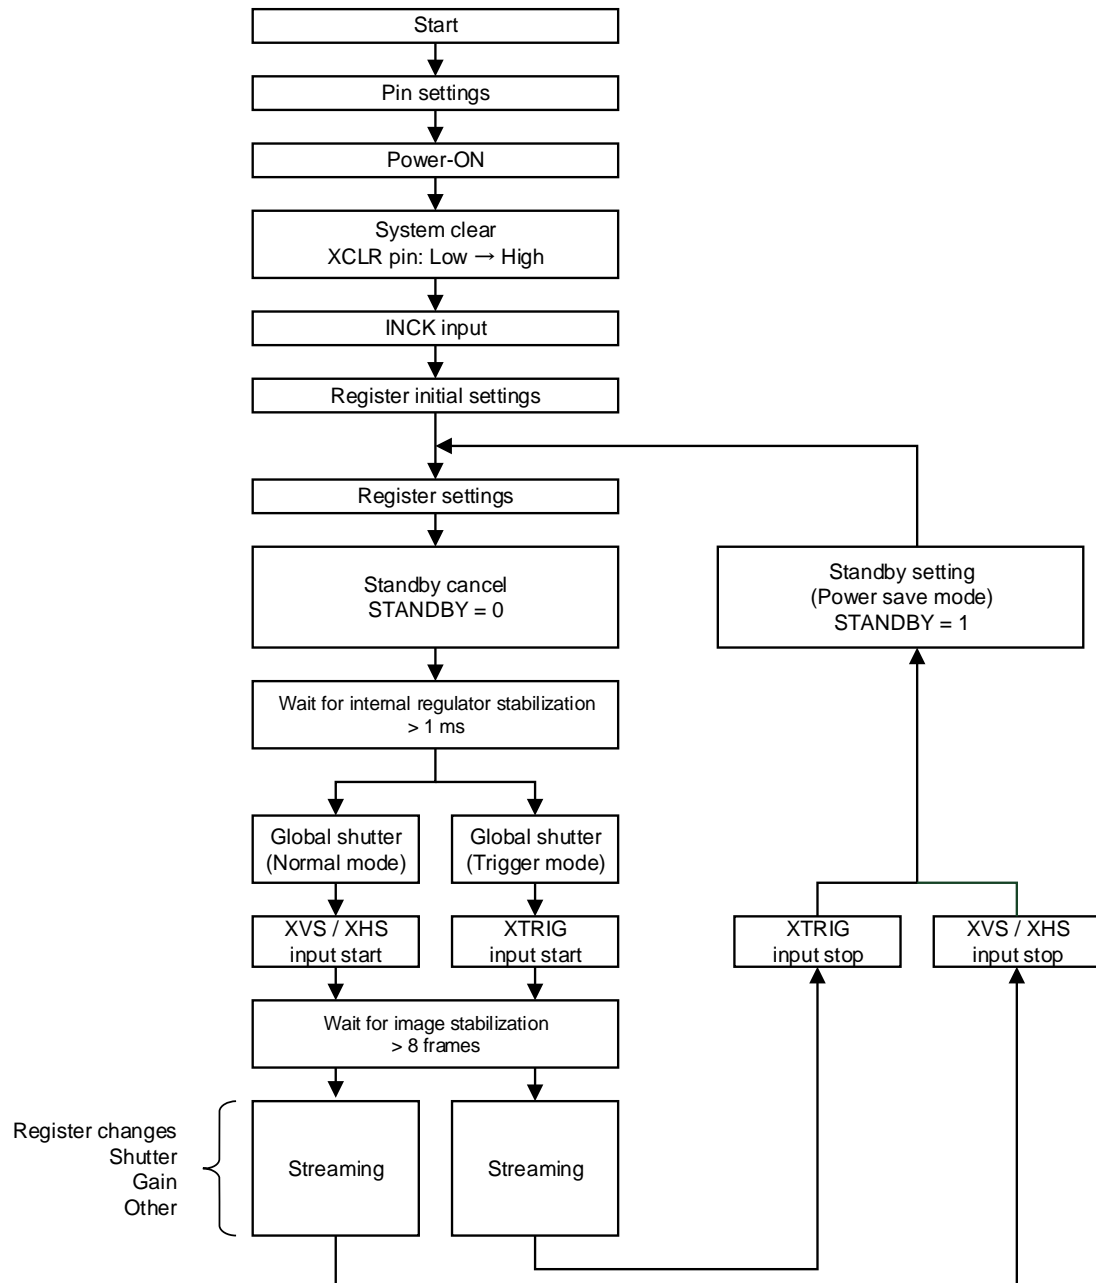 Start
Pin settings
Power-ON
System clear
XCLR pin: Low → High
INCK input
Register initial settings
Register settings
Standby cancel
STANDBY = 0
Standby setting
(Power save mode)
STANDBY = 1
Wait for internal regulator stabilization
> 1 ms
Global shutter
(Normal mode)
Global shutter
(Trigger mode)
XVS / XHS
input start
XTRIG
input start
XTRIG
input stop
XVS / XHS
input stop
Wait for image stabilization
> 8 frames
Register changes
Shutter
Gain
Other
Streaming
Streaming